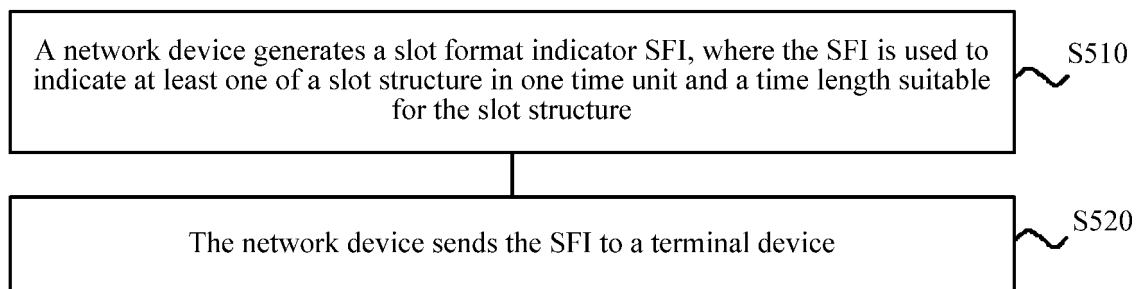 A network device generates a slot format indicator SFI, where the SFI is used to
indicate at least one of a slot structure in one time unit and a time length suitable
for the slot structure
S510
The network device sends the SFI to a terminal device
S520